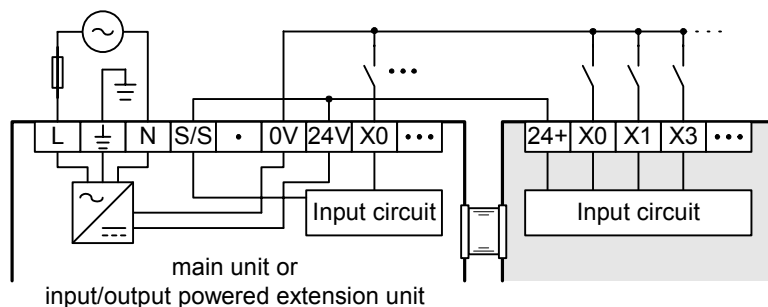 L ⏚ N S/S • 0V 24V X0 •••
24+ X0 X1 X3 •••
Input circuit
Input circuit
main unit or
input/output powered extension unit